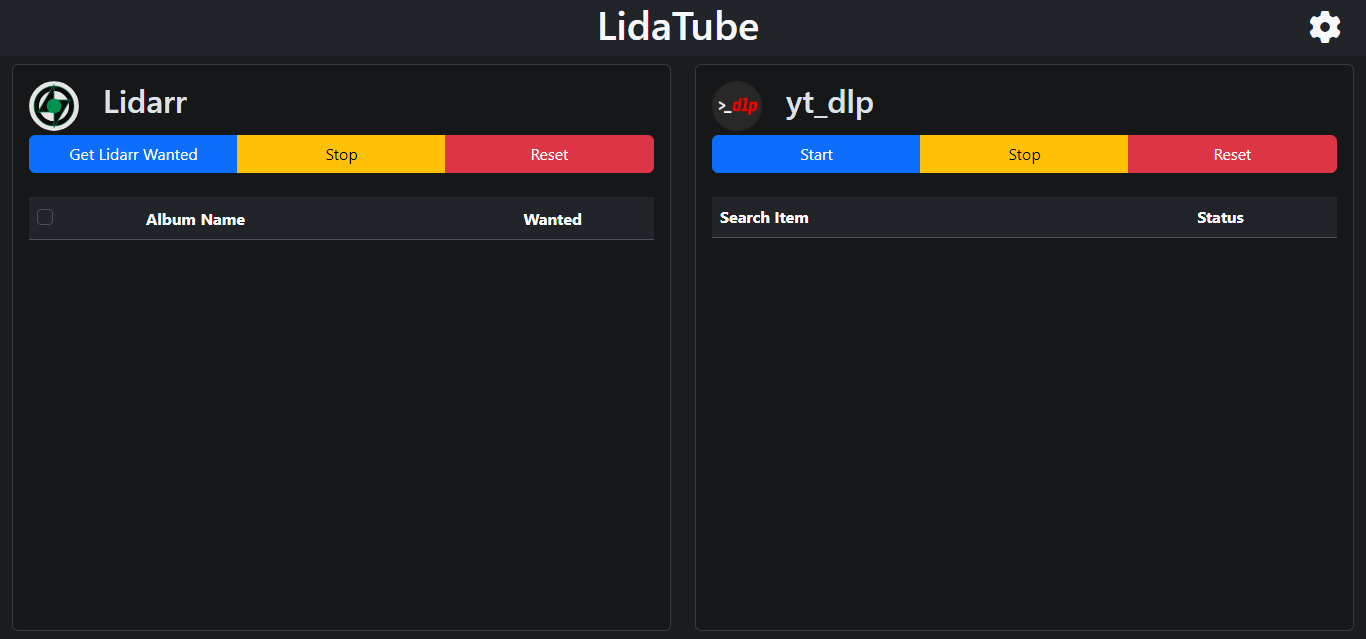 LidaTube
Lidarr
Get Lidarr Wanted Stop Reset
Album Name Wanted
>_dlp yt_dlp
Start Stop Reset
Search Item Status